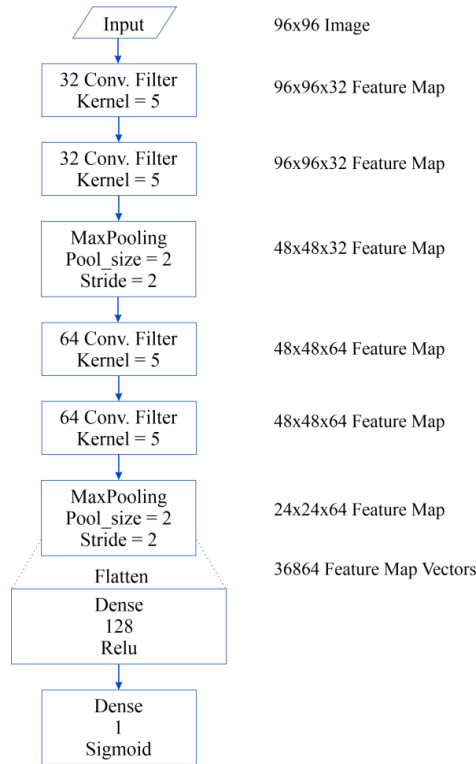 Input
96x96 Image
32 Conv. Filter
Kernel = 5
96x96x32 Feature Map
32 Conv. Filter
Kernel = 5
96x96x32 Feature Map
MaxPooling
Pool_size = 2
Stride = 2
48x48x32 Feature Map
64 Conv. Filter
Kernel = 5
48x48x64 Feature Map
64 Conv. Filter
Kernel = 5
48x48x64 Feature Map
MaxPooling
Pool_size = 2
Stride = 2
24x24x64 Feature Map
Flatten
36864 Feature Map Vectors
Dense
128
Relu
Dense
1
Sigmoid